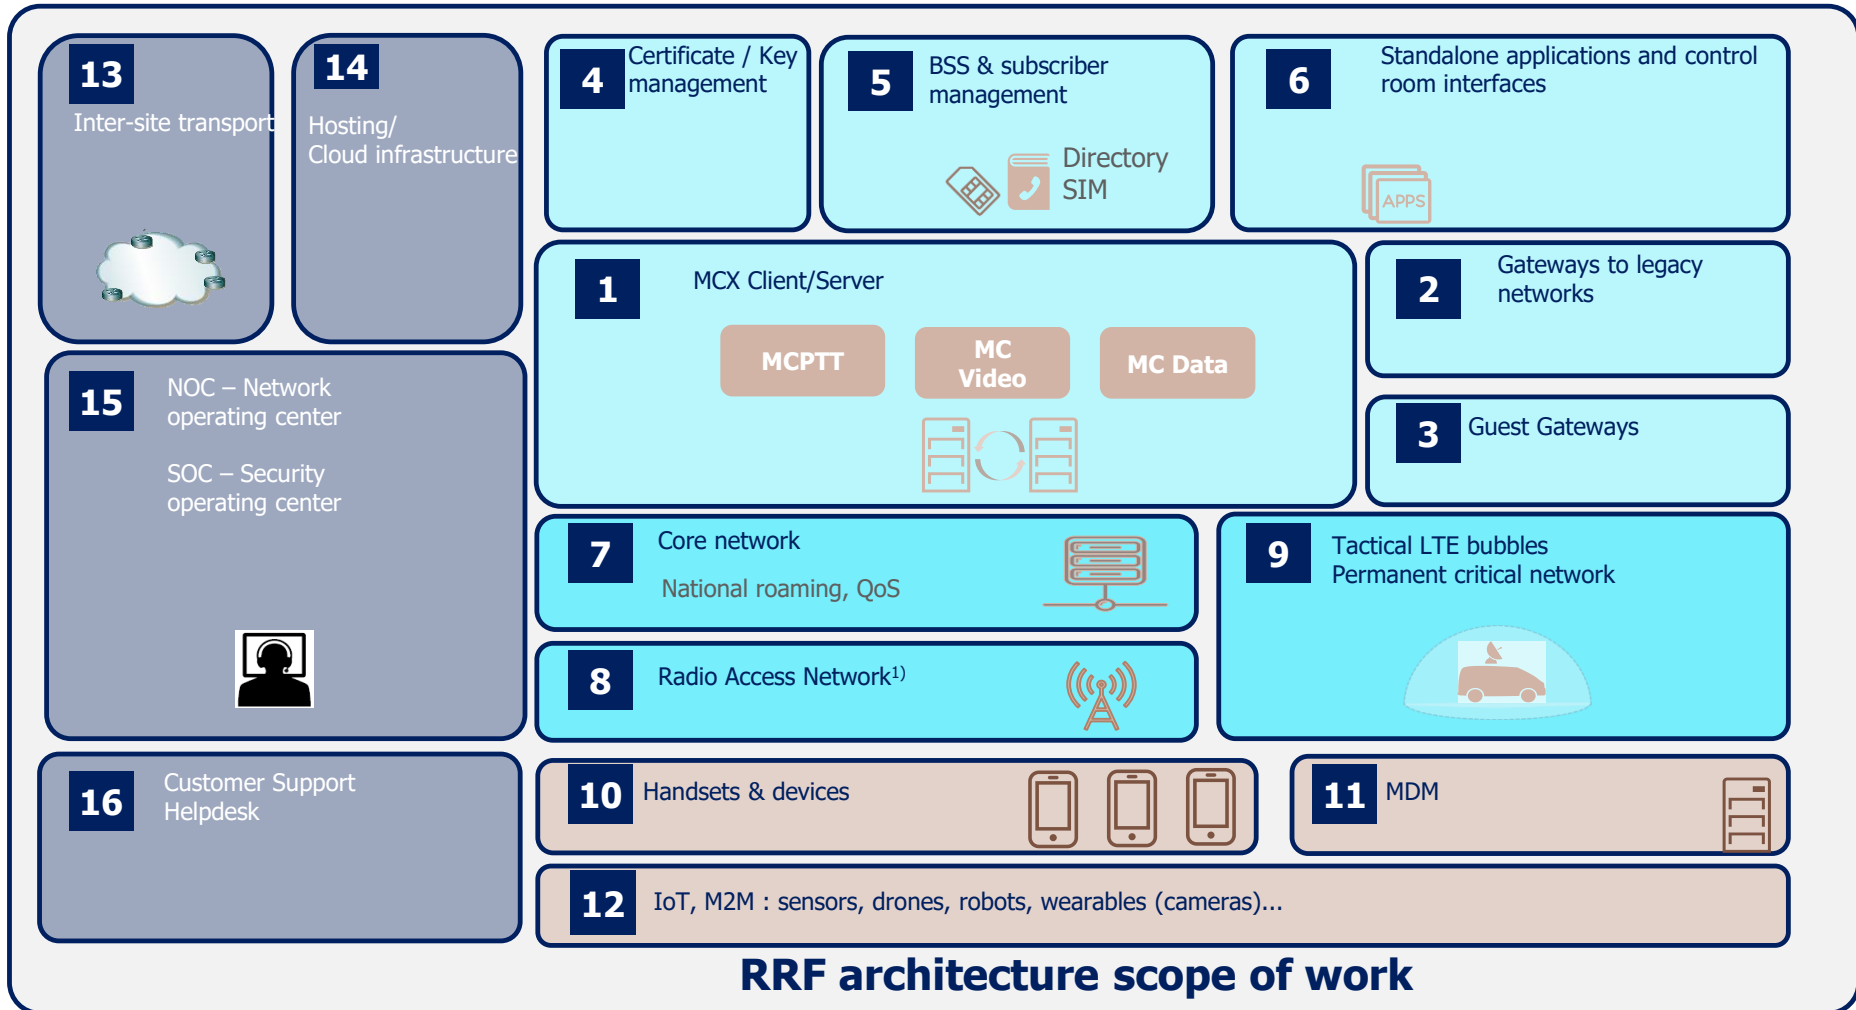 13
Inter-site transport
14
Hosting/
Cloud infrastructure
4
Certificate / Key
management
5
BSS & subscriber
management
Directory
SIM
6
Standalone applications and control
room interfaces
APPS
1
MCX Client/Server
MCPTT
MC
Video
MC Data
2
Gateways to legacy
networks
3
Guest Gateways
15
NOC – Network
operating center
SOC – Security
operating center
7
Core network
National roaming, QoS
8
Radio Access Network1)
9
Tactical LTE bubbles
Permanent critical network
16
Customer Support
Helpdesk
10
Handsets & devices
11
MDM
12
IoT, M2M : sensors, drones, robots, wearables (cameras)...
RRF architecture scope of work